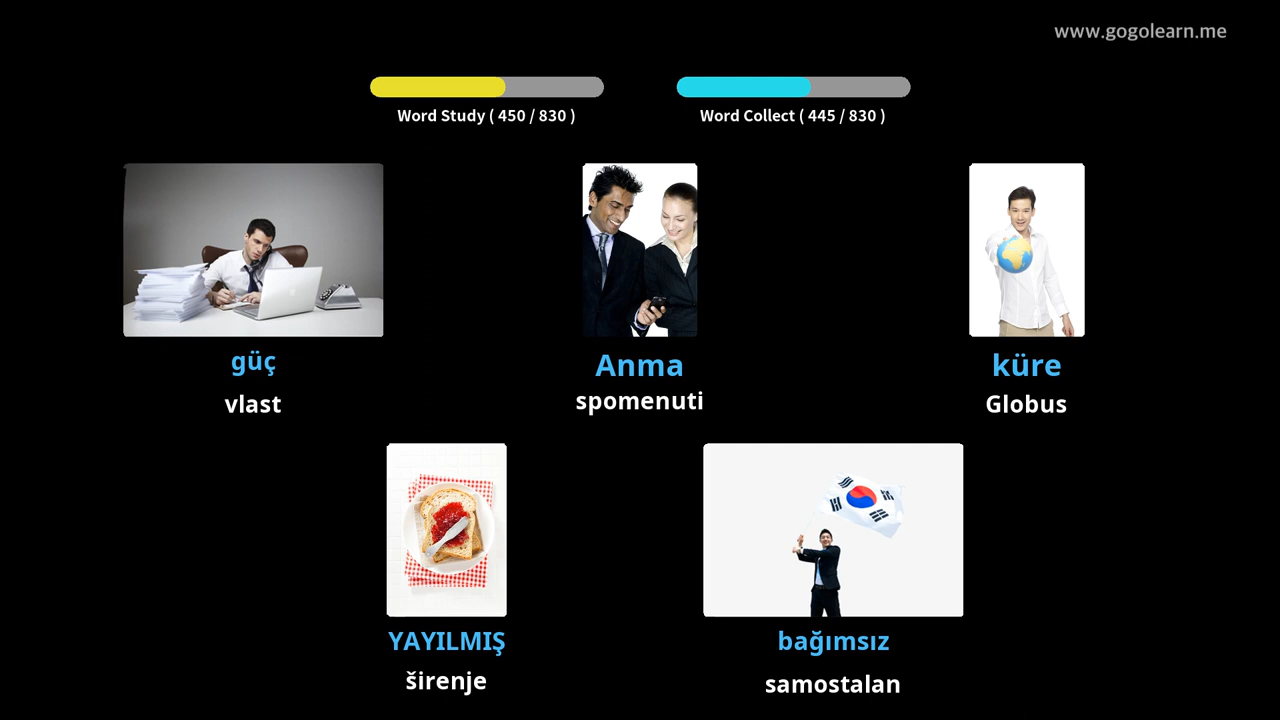 www.gogolearn.me
Word Study ( 450 / 830 )
Word Collect ( 445 / 830 )
güç
vlast
Anma
spomenuti
küre
Globus
YAYILMIŞ
širenje
bağımsız
samostalan